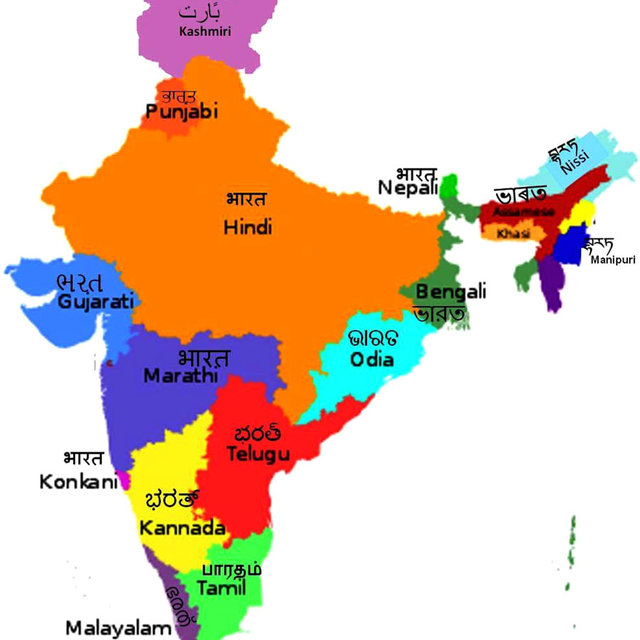 بًارت
Kashmiri
ਭਾਰਤ
Punjabi
भारत
Hindi
भारत
Nepali
Nissi
ভাৰত
Assamese
Khasi
Manipuri
Bengali
ভারত
ભરત
Gujarati
ଭାରତ
Odia
भारत
Marathi
భరత్
Telugu
भारत
Konkani
ಭರತ್
Kannada
பாரதம்
Tamil
ഭരത്
Malayalam